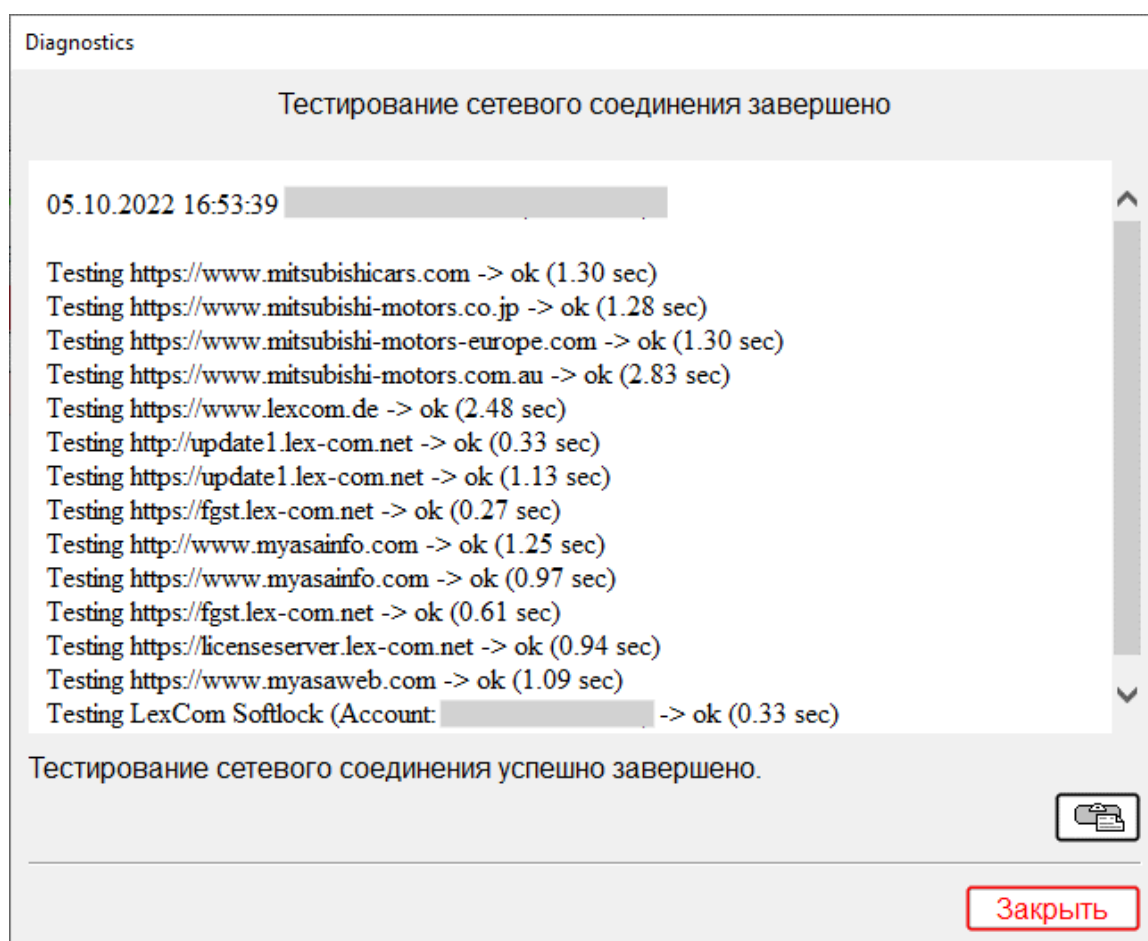 Diagnostics
Тестирование сетевого соединения завершено
05.10.2022 16:53:39
Testing https://www.mitsubishicars.com -> ok (1.30 sec)
Testing https://www.mitsubishi-motors.co.jp -> ok (1.28 sec)
Testing https://www.mitsubishi-motors-europe.com -> ok (1.30 sec)
Testing https://www.mitsubishi-motors.com.au -> ok (2.83 sec)
Testing https://www.lexcom.de -> ok (2.48 sec)
Testing http://update1.lex-com.net -> ok (0.33 sec)
Testing https://update1.lex-com.net -> ok (1.13 sec)
Testing https://fgst.lex-com.net -> ok (0.27 sec)
Testing http://www.myasainfo.com -> ok (1.25 sec)
Testing https://www.myasainfo.com -> ok (0.97 sec)
Testing https://fgst.lex-com.net -> ok (0.61 sec)
Testing https://licenseserver.lex-com.net -> ok (0.94 sec)
Testing https://www.myasaweb.com -> ok (1.09 sec)
Testing LexCom Softlock (Account: -> ok (0.33 sec)
Тестирование сетевого соединения успешно завершено.
Закрыть